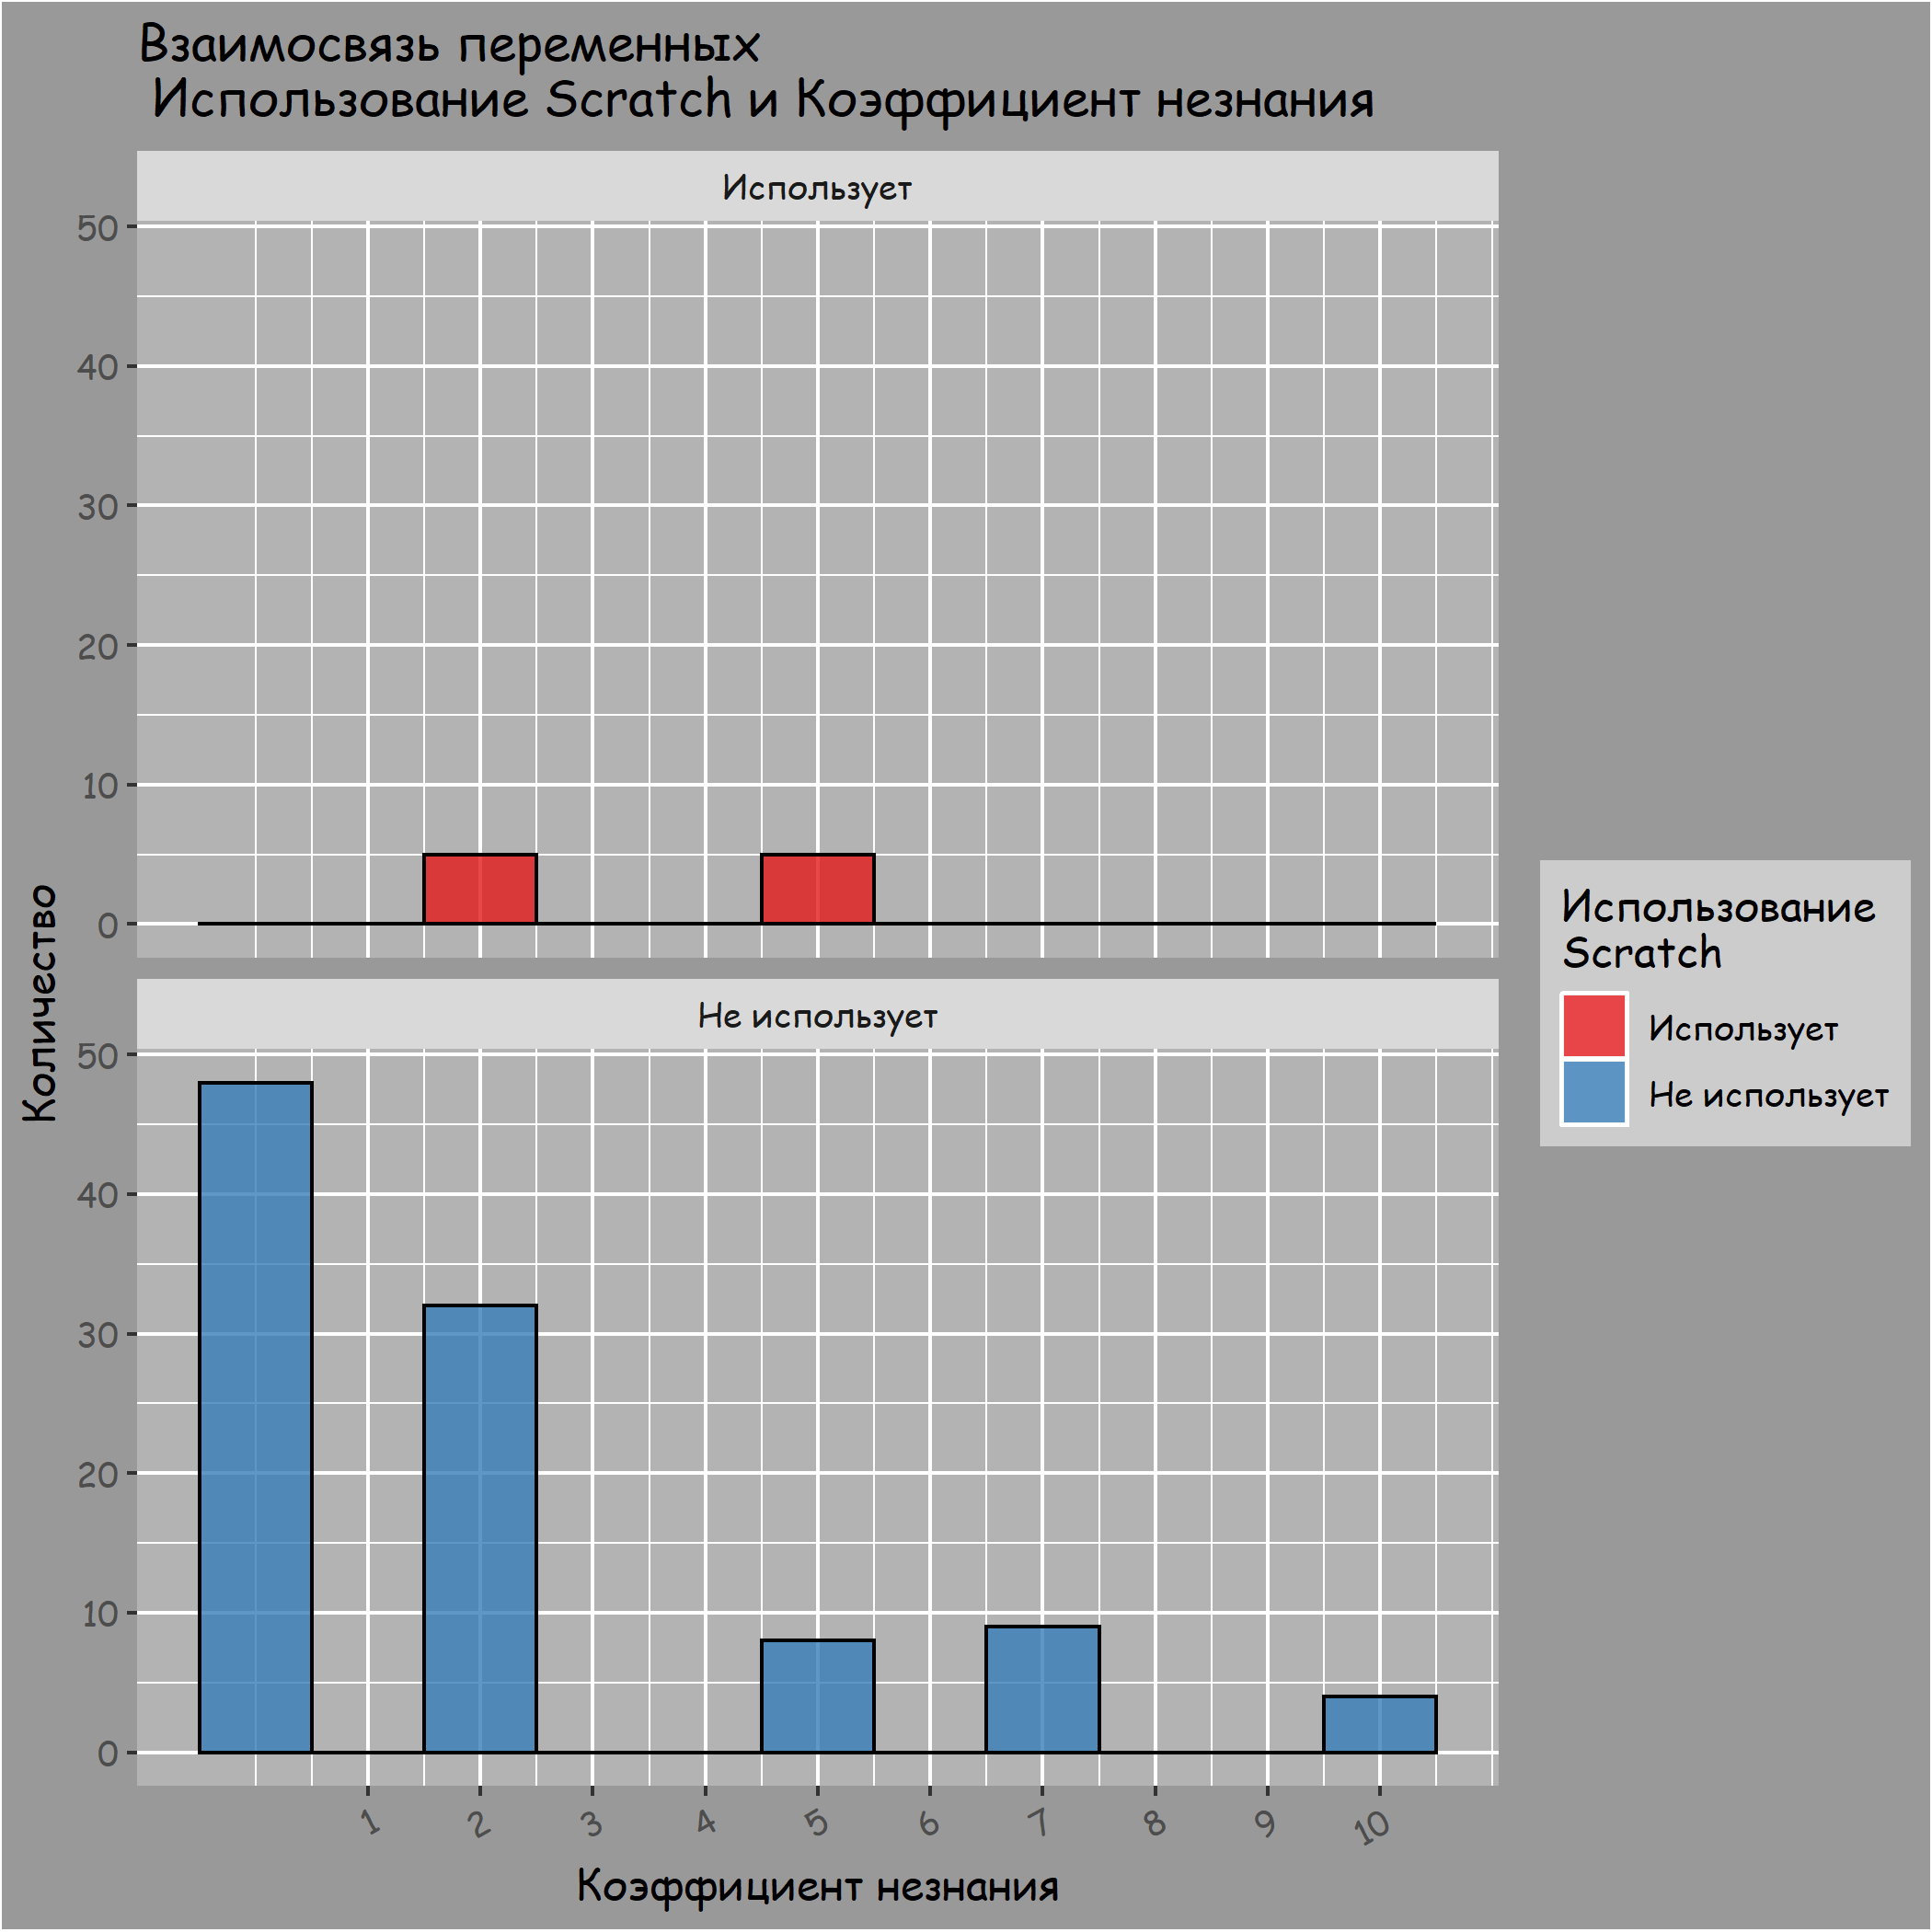 Взаимосвязь переменных
Использование Scratch и Коэффициент незнания
Использует
50
40
30
20
10
0
Количество
Не использует
50
40
30
20
10
0
1 2 3 4 5 6 7 8 9 10
Коэффициент незнания
Использование
Scratch
Использует
Не использует